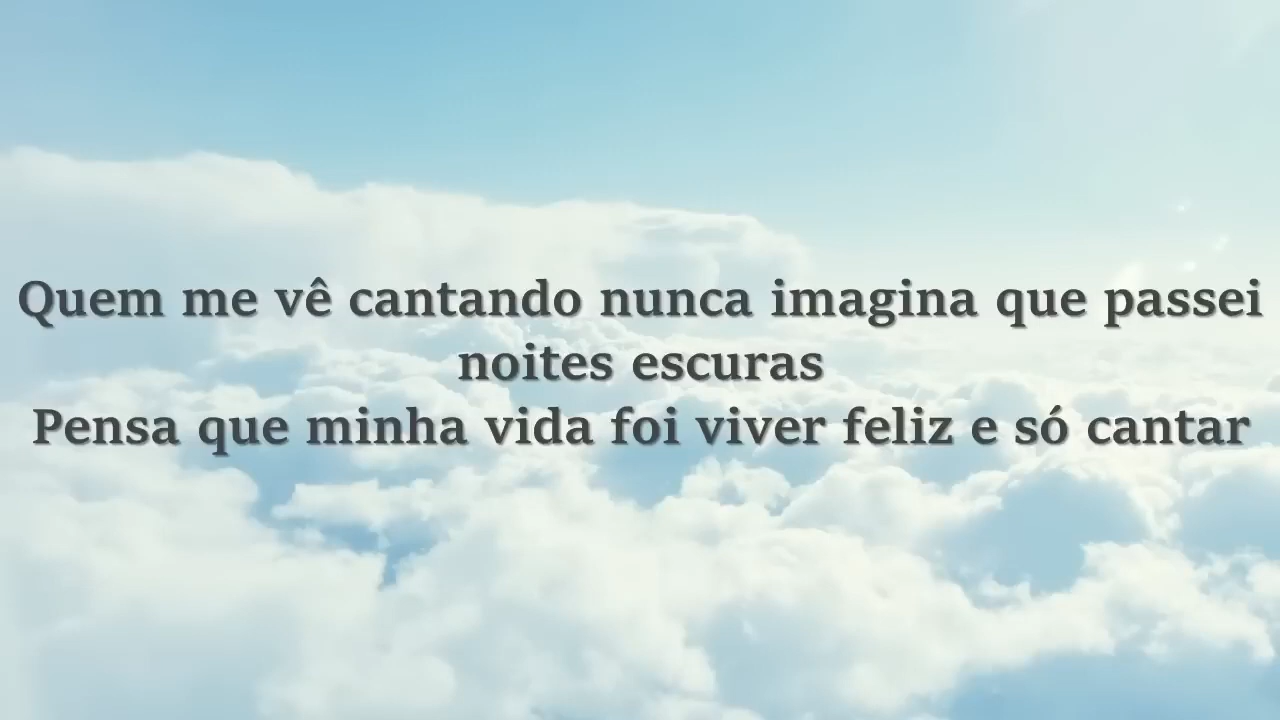 Quem me vê cantando nunca imagina que passei
noites escuras
Pensa que minha vida foi viver feliz e só cantar